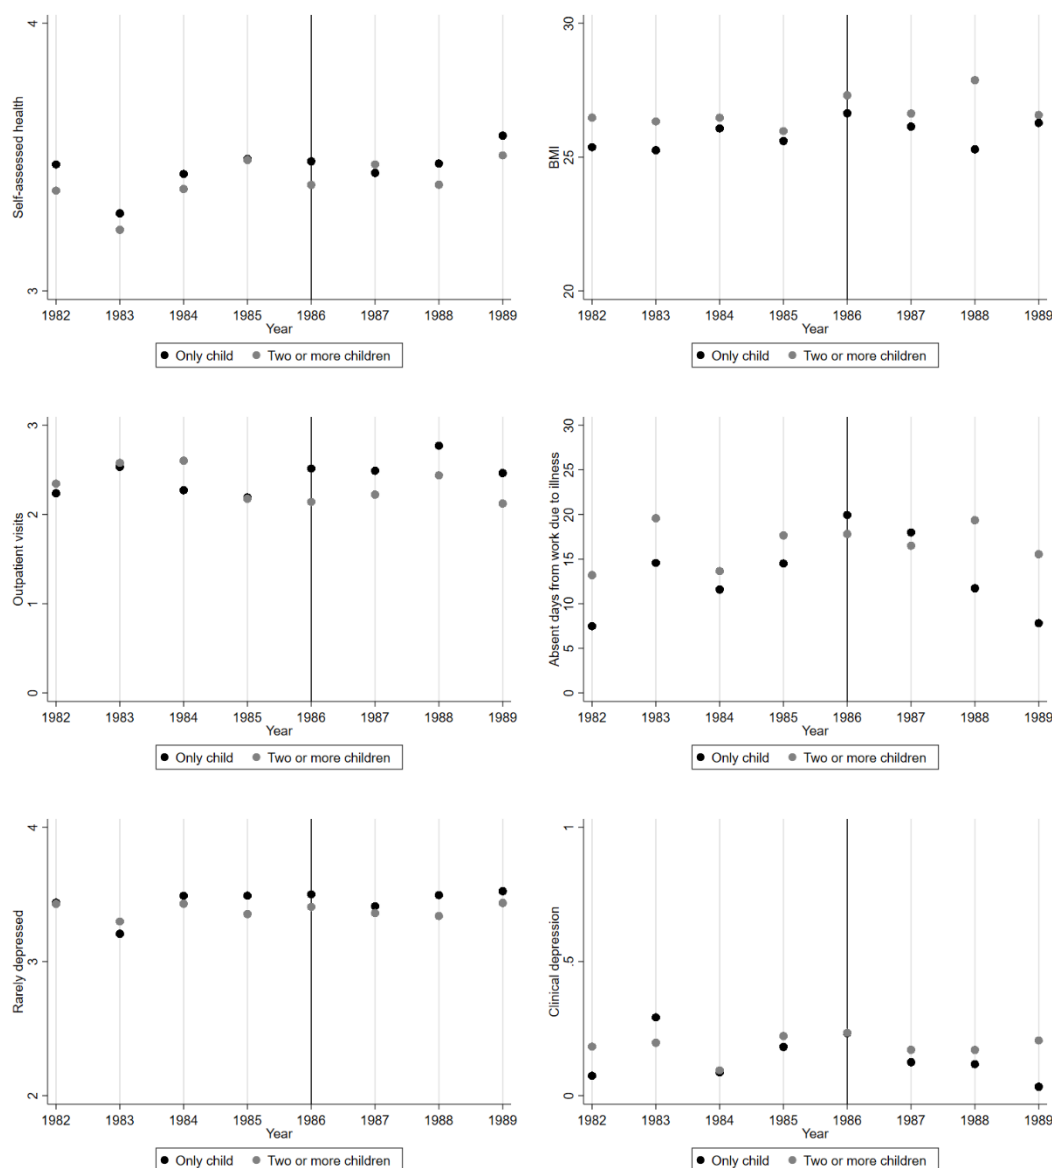 4
3
Self-assessed health
1982 1983 1984 1985 1986 1987 1988 1989
Year
Only child Two or more children
30
25
20
BMI
1982 1983 1984 1985 1986 1987 1988 1989
Year
Only child Two or more children
3
2
1
0
Outpatient visits
1982 1983 1984 1985 1986 1987 1988 1989
Year
Only child Two or more children
30
25
20
15
10
5
0
Absent days from work due to illness
1982 1983 1984 1985 1986 1987 1988 1989
Year
Only child Two or more children
4
3
2
Rarely depressed
1982 1983 1984 1985 1986 1987 1988 1989
Year
Only child Two or more children
1
.5
0
Clinical depression
1982 1983 1984 1985 1986 1987 1988 1989
Year
Only child Two or more children